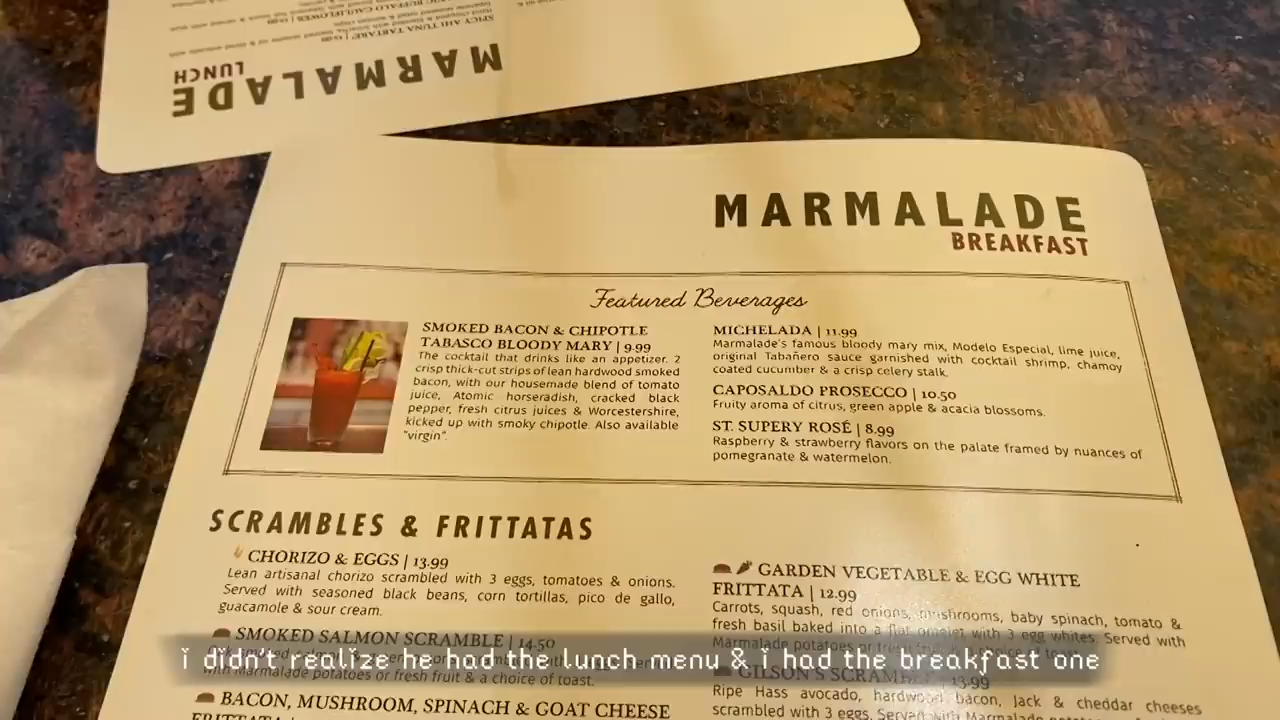 MARMALADE
LUNCH
SPICY AHI TUNA TARTARE
MARMALADE
BREAKFAST
Featured Beverages
SMOKED BACON & CHIPOTLE
TABASCO BLOODY MARY | 9.99
The cocktail that drinks like an appetizer. 2
crisp thick-cut strips of lean hardwood smoked
bacon, with our housemade blend of tomato
juice, Atomic horseradish, cracked black
pepper, fresh citrus juices & Worcestershire,
kicked up with smoky chipotle. Also available
"virgin".
MICHELADA | 11.99
Marmalade's famous bloody mary mix, Modelo Especial, lime juice,
original Tabañero sauce garnished with cocktail shrimp, chamoy
coated cucumber & a crisp celery stalk.
CAPOSALDO PROSECCO | 10.50
Fruity aroma of citrus, green apple & acacia blossoms.
ST. SUPERY ROSÉ | 8.99
Raspberry & strawberry flavors on the palate framed by nuances of
pomegranate & watermelon.
SCRAMBLES & FRITTATAS
CHORIZO & EGGS | 13.99
Lean artisanal chorizo scrambled with 3 eggs, tomatoes & onions.
Served with seasoned black beans, corn tortillas, pico de gallo,
guacamole & sour cream.
SMOKED SALMON SCRAMBLE | 14.50
with marmalade potatoes or fresh fruit & a choice of toast.
BACON, MUSHROOM, SPINACH & GOAT CHEESE
FRITTATA |
GARDEN VEGETABLE & EGG WHITE
FRITTATA | 12.99
Carrots, squash, red onions, mushrooms, baby spinach, tomato &
fresh basil baked into a flat omelet with 3 egg whites. Served with
Marmalade potatoes or
GILSON'S SCRAMBLE | 13.99
Ripe Hass avocado, hardwood bacon, Jack & cheddar cheeses
scrambled with 3 eggs. Served with Marmalade
i didn't realize he had the lunch menu & i had the breakfast one